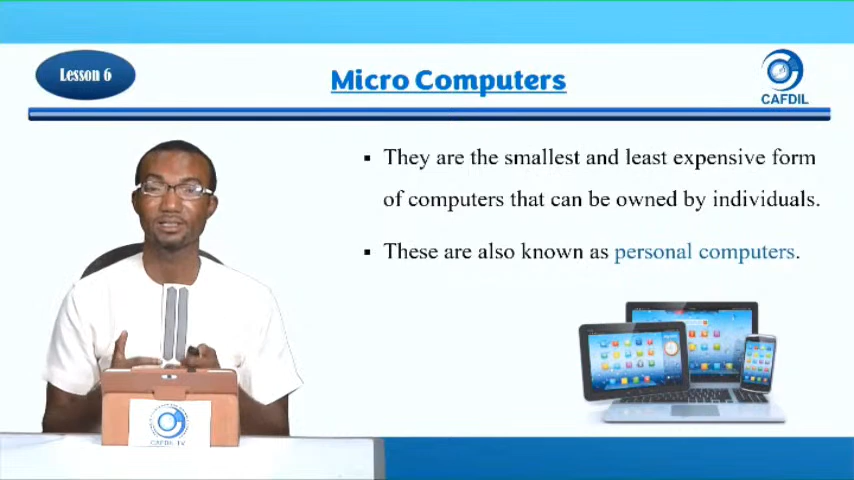 Lesson 6
Micro Computers
CAFDIL
▪ They are the smallest and least expensive form
of computers that can be owned by individuals.
▪ These are also known as personal computers.
CAFDIL TV